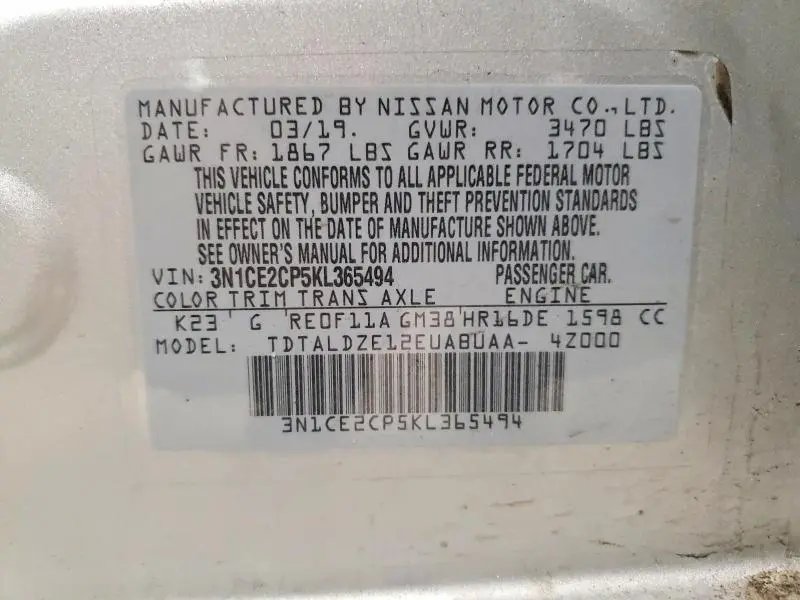 MANUFACTURED BY NISSAN MOTOR CO., LTD.
DATE: 03/19. GVWR: 3470 LBS
GAWR FR: 1867 LBS GAWR RR: 1704 LBS
THIS VEHICLE CONFORMS TO ALL APPLICABLE FEDERAL MOTOR
VEHICLE SAFETY, BUMPER AND THEFT PREVENTION STANDARDS
IN EFFECT ON THE DATE OF MANUFACTURE SHOWN ABOVE.
SEE OWNER'S MANUAL FOR ADDITIONAL INFORMATION.
VIN: 3N1CE2CP5KL365494 PASSENGER CAR.
COLOR TRIM TRANS AXLE ENGINE
K23 G RE0F11A GM38 HR16DE 1598 CC
MODEL: TDTALDZE12EUABUAA- 4Z000
3N1CE2CP5KL365494